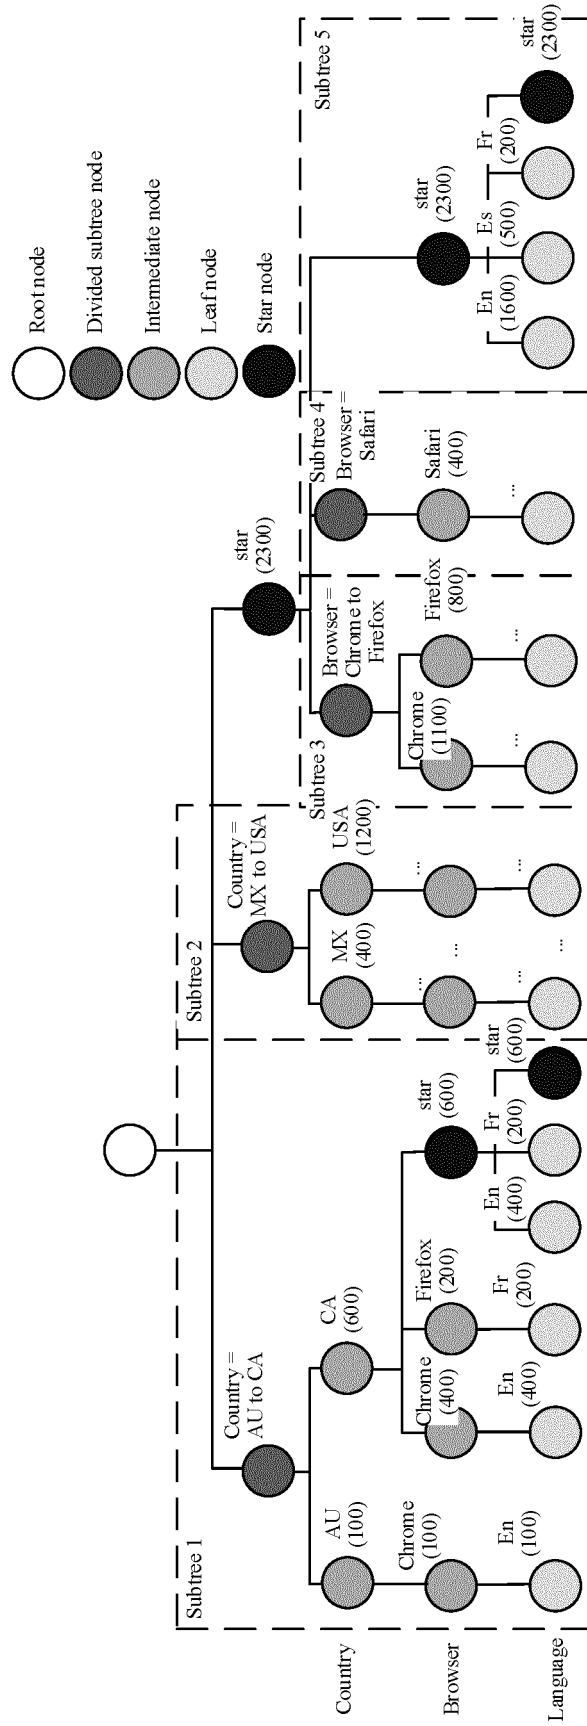 Root node
Divided subtree node
Intermediate node
Leaf node
Star node
Subtree 1
Country =
AU to CA
AU
(100)
CA
(600)
Chrome
(100)
Chrome
(400)
Firefox
(200)
star
(600)
En
(100)
En
(400)
Fr
(200)
En
(400)
Fr
(200)
star
(600)
Subtree 2
Country =
MX to USA
MX
(400)
USA
(1200)
...
...
...
...
...
...
star
(2300)
Subtree 3
Browser =
Chrome to
Firefox
Chrome
(1100)
Firefox
(800)
...
...
Subtree 4
Browser =
Safari
Safari
(400)
...
Subtree 5
star
(2300)
En
(1600)
Es
(500)
Fr
(200)
star
(2300)
Country
Browser
Language